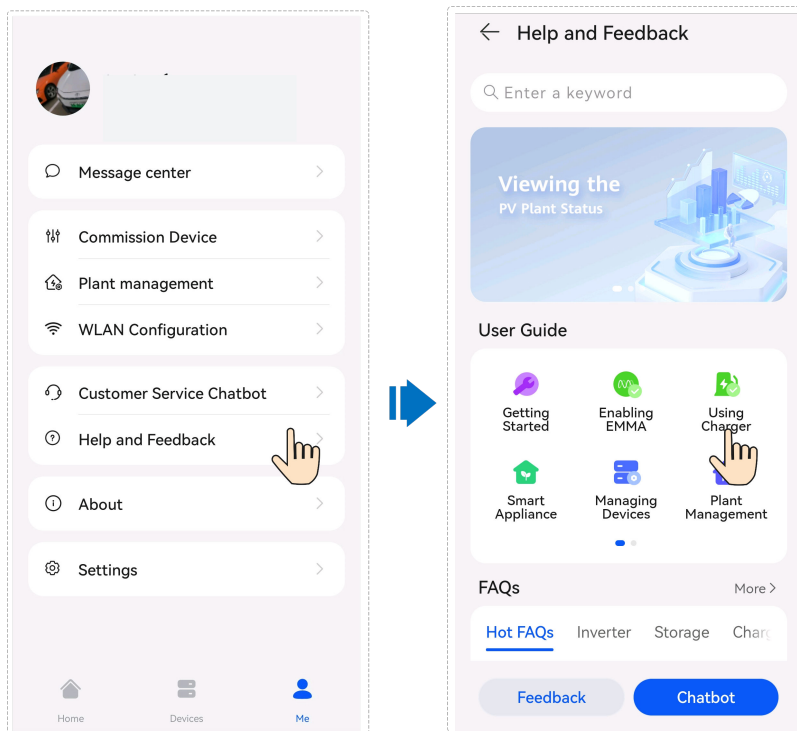 Message center
Commission Device
Plant management
WLAN Configuration
Customer Service Chatbot
Help and Feedback
About
Settings
Home
Devices
Me
Help and Feedback
Enter a keyword
Viewing the
PV Plant Status
User Guide
Getting
Started
Enabling
EMMA
Using
Charger
Smart
Appliance
Managing
Devices
Plant
Management
FAQs
More
Hot FAQs
Inverter
Storage
Feedback
Chatbot